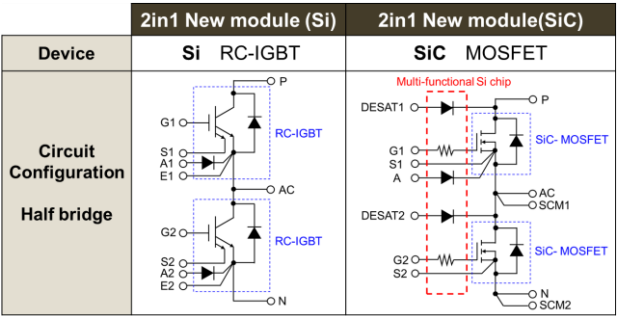 2in1 New module (Si)
2in1 New module(SiC)
Device
Si RC-IGBT
SiC MOSFET
Circuit
Configuration
Half bridge
P
G1
RC-IGBT
S1
A1
E1
AC
G2
RC-IGBT
S2
A2
E2
N
Multi-functional Si chip
DESAT1
P
G1
SiC- MOSFET
S1
A
AC
SCM1
DESAT2
G2
SiC- MOSFET
S2
N
SCM2